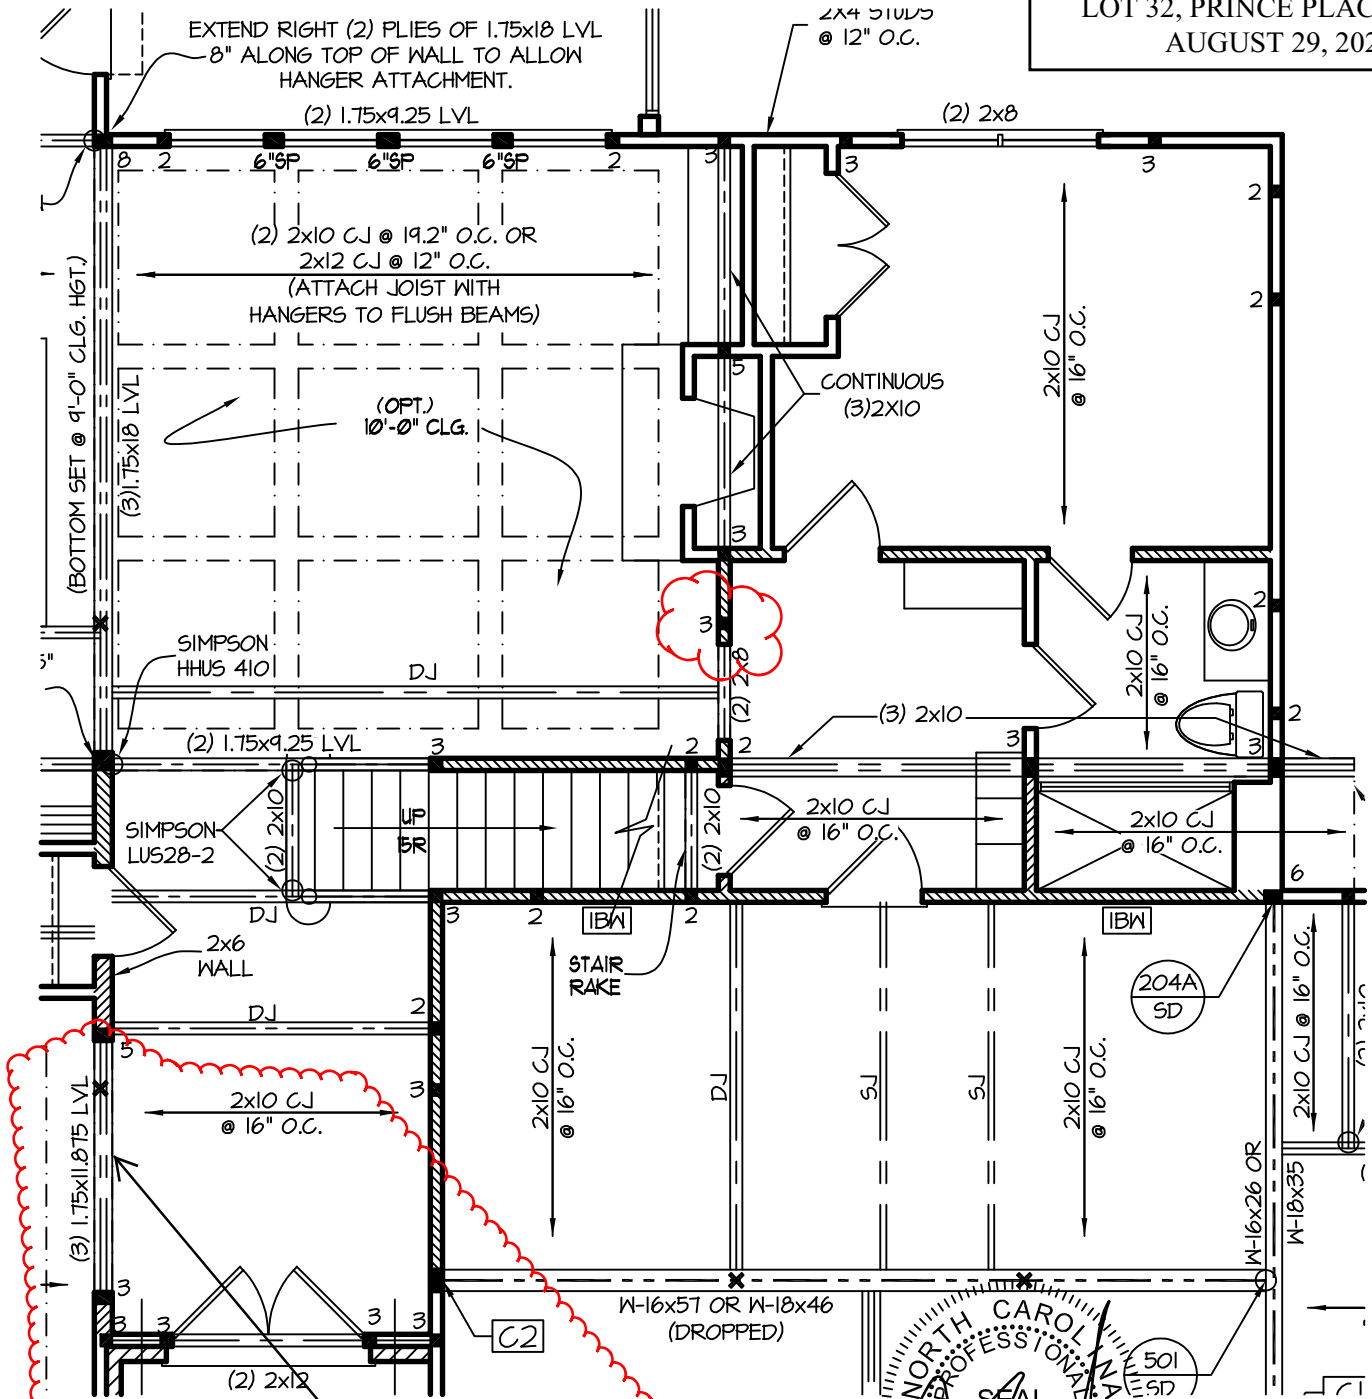 LOT 32, PRINCE PLAC
AUGUST 29, 202
EXTEND RIGHT (2) PLIES OF 1.75x18 LVL
8" ALONG TOP OF WALL TO ALLOW
HANGER ATTACHMENT.
2X4 STUDS
@ 12" O.C.
(2) 1.75x9.25 LVL
(2) 2x8
8 2 6"SP 6"SP 6"SP 2 3 3 3
2
2
(2) 2x10 CJ @ 19.2" O.C. OR
2x12 CJ @ 12" O.C.
(ATTACH JOIST WITH
HANGERS TO FLUSH BEAMS)
(BOTTOM SET @ 9'-0" CLG. HGT.)
(3)1.75x18 LVL
(OPT.)
10'-0" CLG.
5
CONTINUOUS
(3)2X10
2x10 CJ
@ 16" O.C.
3
3
(2) 2x8
2
2x10 CJ
@ 16" O.C.
SIMPSON
HHUS 410
5"
DJ
(3) 2x10
2
(2) 1.75x9.25 LVL
3 2 2 3 3
SIMPSON
LUS28-2
(2) 2x10
UP
15R
(2) 2x10
2x10 CJ
@ 16" O.C.
2x10 CJ
@ 16" O.C.
6
DJ
3 2 2
IBW
IBW
2x6
WALL
STAIR
RAKE
204A
SD
DJ
2
5
3
2x10 CJ
@ 16" O.C.
2x10 CJ
@ 16" O.C.
DJ
SJ
SJ
2x10 CJ
@ 16" O.C.
2x10 CJ @ 16" O.C.
(3) 1.75x11.875 LVL
W-16x26 OR
W-18x35
3
3 3 3 3
W-16x57 OR W-18x46
(DROPPED)
C2
(2) 2x12
NORTH CAROLINA
PROFESSIONAL
SEAL
501
SD